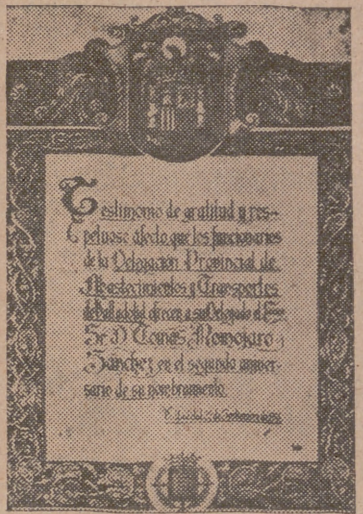 Testimonio de gratitud y res-
petuoso afecto, que los funcionarios
de la Delegación Provincial de
Abastecimientos y Transportes
de Valladolid ofrecen a su Delegado el
Sr. D. Tomás Romojaro
Sánchez en el segundo aniver-
sario de su nombramiento.